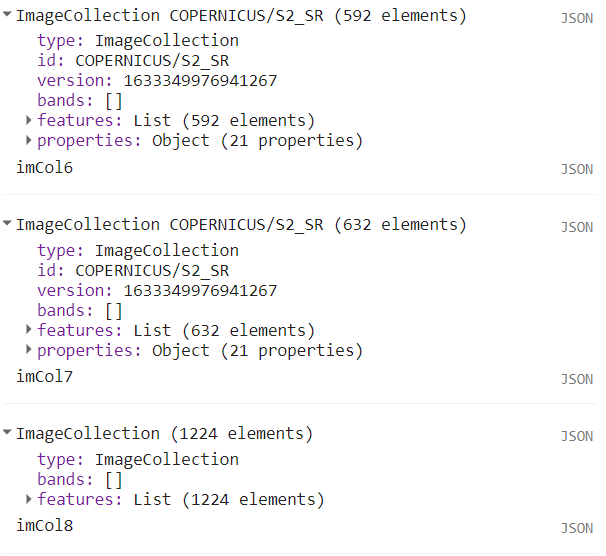 ImageCollection COPERNICUS/S2_SR (592 elements) JSON
type: ImageCollection
id: COPERNICUS/S2_SR
version: 1633349976941267
bands: []
features: List (592 elements)
properties: Object (21 properties)
imCol6 JSON
ImageCollection COPERNICUS/S2_SR (632 elements) JSON
type: ImageCollection
id: COPERNICUS/S2_SR
version: 1633349976941267
bands: []
features: List (632 elements)
properties: Object (21 properties)
imCol7 JSON
ImageCollection (1224 elements) JSON
type: ImageCollection
bands: []
features: List (1224 elements)
imCol8 JSON